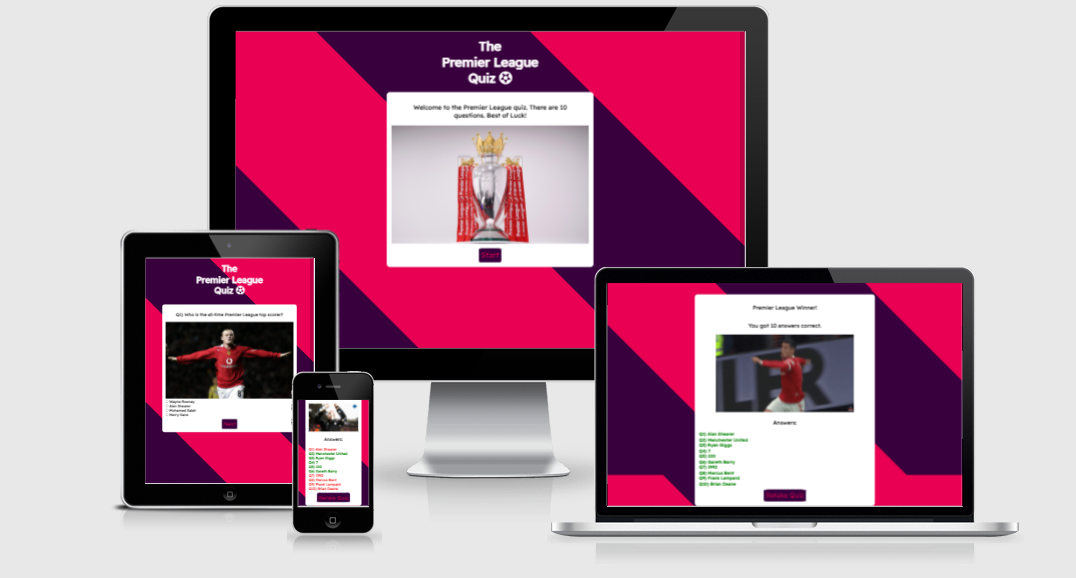 The
Premier League
Quiz
Welcome to the Premier League quiz. There are 10
questions. Best of Luck!
Start
The
Premier League
Quiz
Q1) Who is the all-time Premier League top scorer?
Wayne Rooney
Alan Shearer
Mohamed Salah
Harry Kane
Next
Answers:
Q1) Alan Shearer
Q2) Manchester United
Q3) Ryan Giggs
Q4) 7
Q5) 100
Q6) Gareth Barry
Q7) 1992
Q8) Marcus Bent
Q9) Frank Lampard
Q10) Brian Deane
Retake Quiz
Premier League Winner!
You got 10 answers correct.
Answers:
Q1) Alan Shearer
Q2) Manchester United
Q3) Ryan Giggs
Q4) 7
Q5) 100
Q6) Gareth Barry
Q7) 1992
Q8) Marcus Bent
Q9) Frank Lampard
Q10) Brian Deane
Retake Quiz